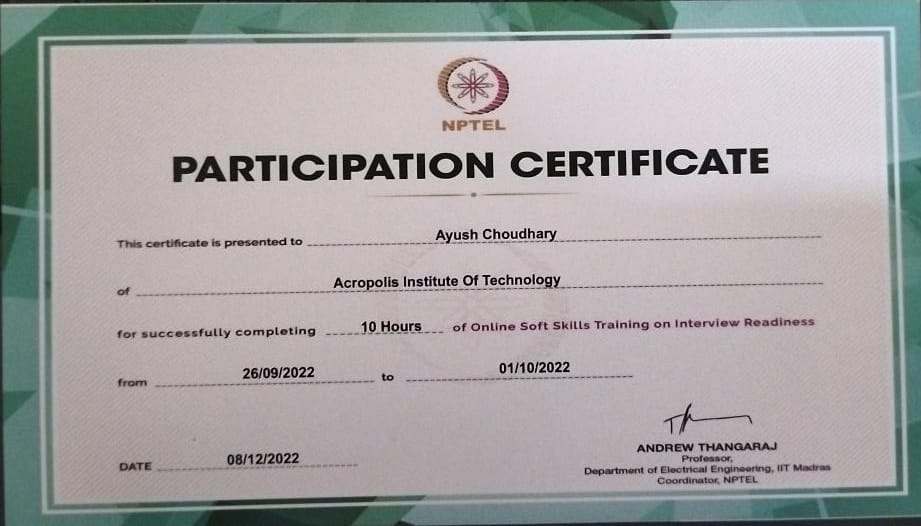 NPTEL
PARTICIPATION CERTIFICATE
This certificate is presented to Ayush Choudhary
of Acropolis Institute Of Technology
for successfully completing 10 Hours of Online Soft Skills Training on Interview Readiness
from 26/09/2022 to 01/10/2022
DATE 08/12/2022
ANDREW THANGARAJ
Professor,
Department of Electrical Engineering, IIT Madras
Coordinator, NPTEL